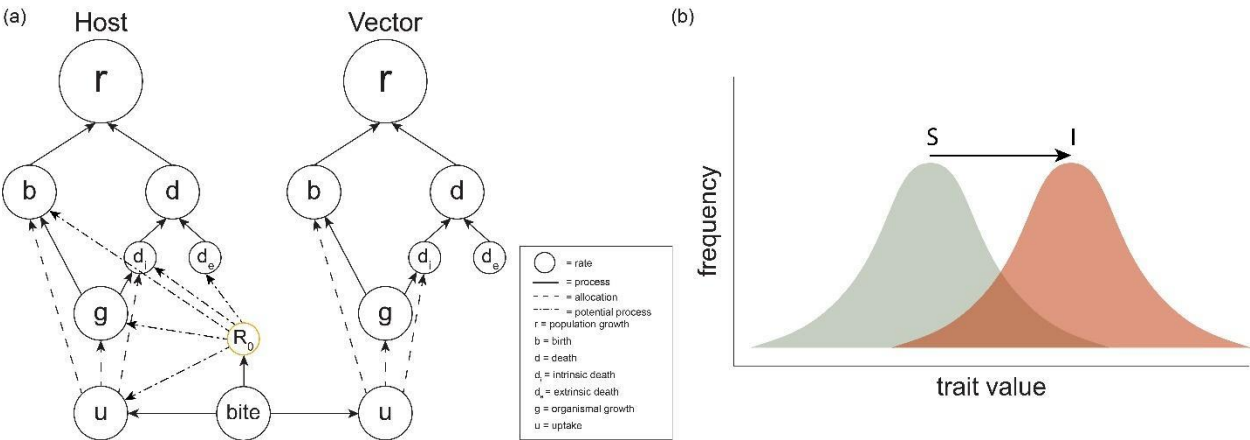 (a)
Host
Vector
r
r
b
d
b
d
dᵢ
dₑ
dᵢ
dₑ
g
g
R₀
u
bite
u
= rate
= process
= allocation
= potential process
r = population growth
b = birth
d = death
dᵢ = intrinsic death
dₑ = extrinsic death
g = organismal growth
u = uptake
(b)
S
I
frequency
trait value